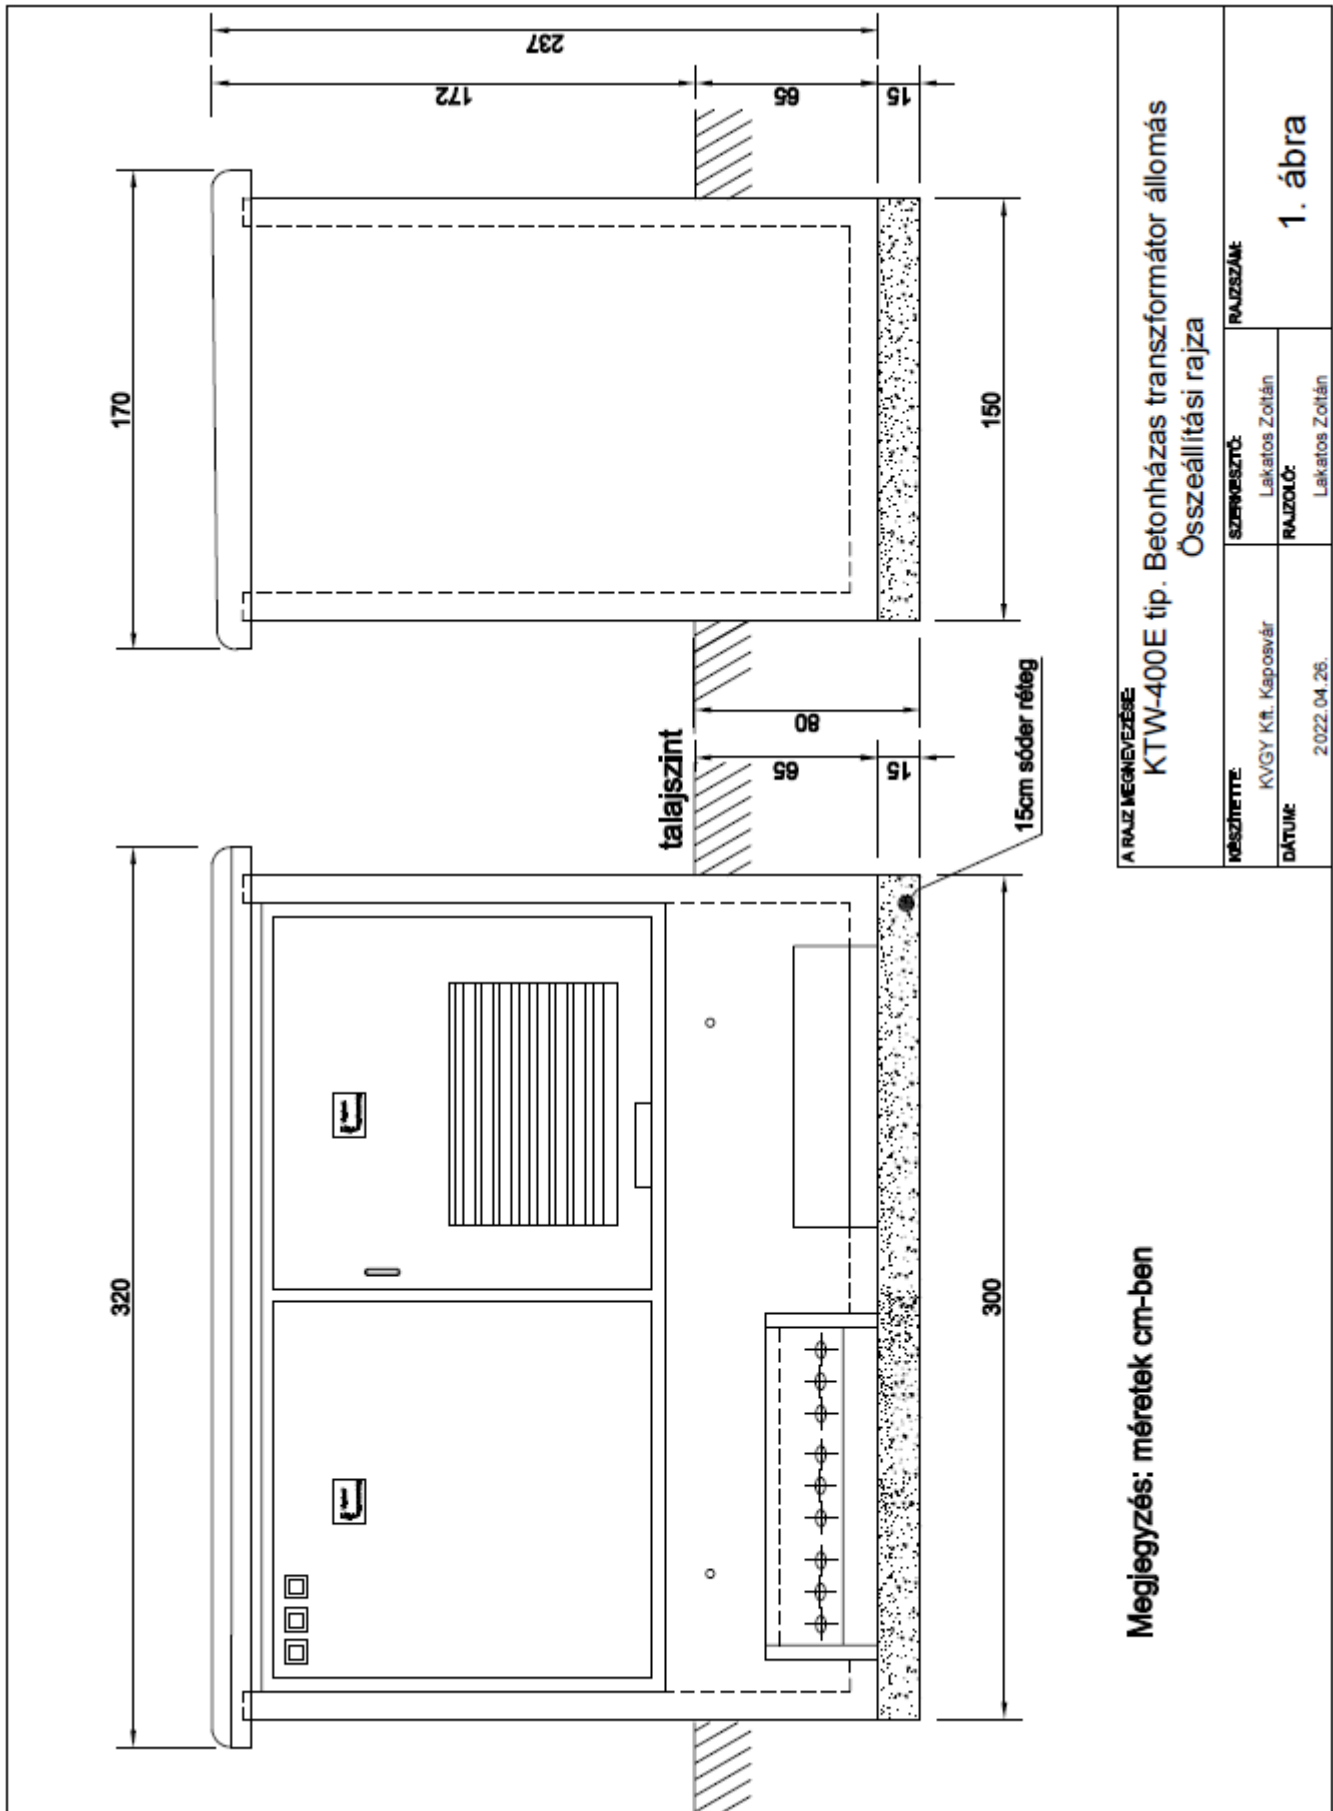 320
170
237
172
65
15
talajszint
80
65
15
15cm sóder réteg
300
150
Megjegyzés: méretek cm-ben
A RAJZ MEGNEVEZÉSE:
KTW-400E tip. Betonházas transzformátor állomás
Összeállítási rajza
KÉSZÍTETTE:
KVGY Kft. Kaposvár
SZERKESZTŐ:
Lakatos Zoltán
RAJZSZÁM:
1. ábra
DÁTUM:
2022.04.26.
RAJZOLÓ:
Lakatos Zoltán